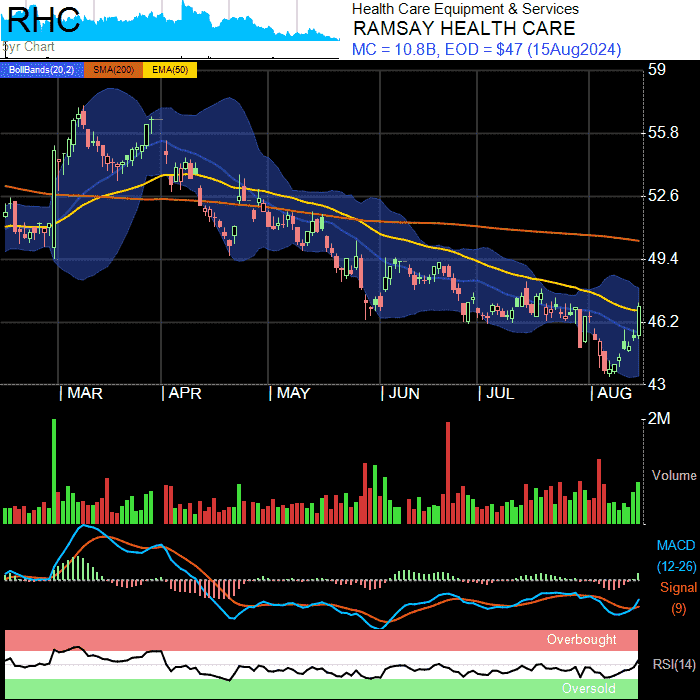 RHC
5yr Chart
Health Care Equipment & Services
RAMSAY HEALTH CARE
MC = 10.8B, EOD = $47 (15Aug2024)
BollBands(20,2) SMA(200) EMA(50)
59
55.8
52.6
49.4
46.2
43
MAR APR MAY JUN JUL AUG
2M
Volume
MACD
(12-26)
Signal
(9)
Overbought
RSI(14)
Oversold